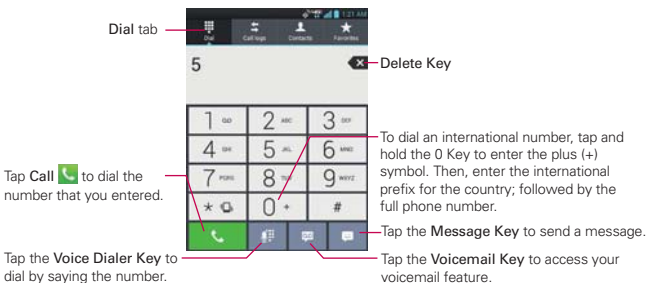 1:21 AM
Dial tab
Dial
Call logs
Contacts
Favorites
5
Delete Key
1
2 ABC
3 DEF
4 GHI
5 JKL
6 MNO
7 PQRS
8 TUV
9 WXYZ
*
0 +
#
To dial an international number, tap and
hold the 0 Key to enter the plus (+)
symbol. Then, enter the international
prefix for the country; followed by the
full phone number.
Tap Call to dial the
number that you entered.
Tap the Message Key to send a message.
Tap the Voice Dialer Key to
dial by saying the number.
Tap the Voicemail Key to access your
voicemail feature.